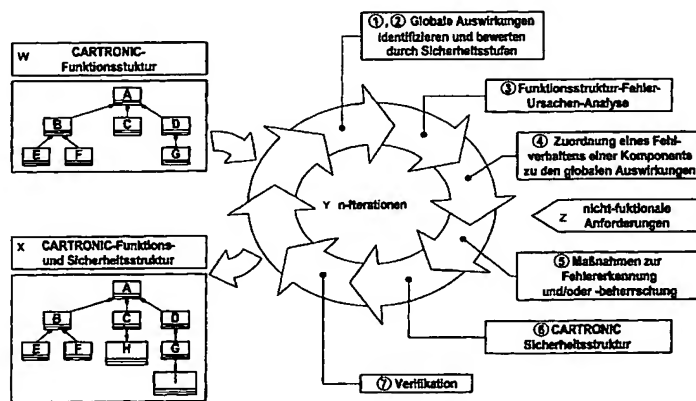 ①, ② Globale Auswirkungen
identifizieren und bewerten
durch Sicherheitsstufen
W CARTRONIC-
Funktionsstuktur
A
B C D
E F G
③ Funktionsstruktur-Fehler-
Ursachen-Analyse
④ Zuordnung eines Fehl-
verhaltens einer Komponente
zu den globalen Auswirkungen
Y n-Iterationen
Z nicht-fuktionale
Anforderungen
X CARTRONIC-Funktions-
und Sicherheitsstruktur
A
B C D
E F H G
⑤ Maßnahmen zur
Fehlererkennung
und/oder -beherrschung
⑥ CARTRONIC
Sicherheitsstruktur
⑦ Verifikation